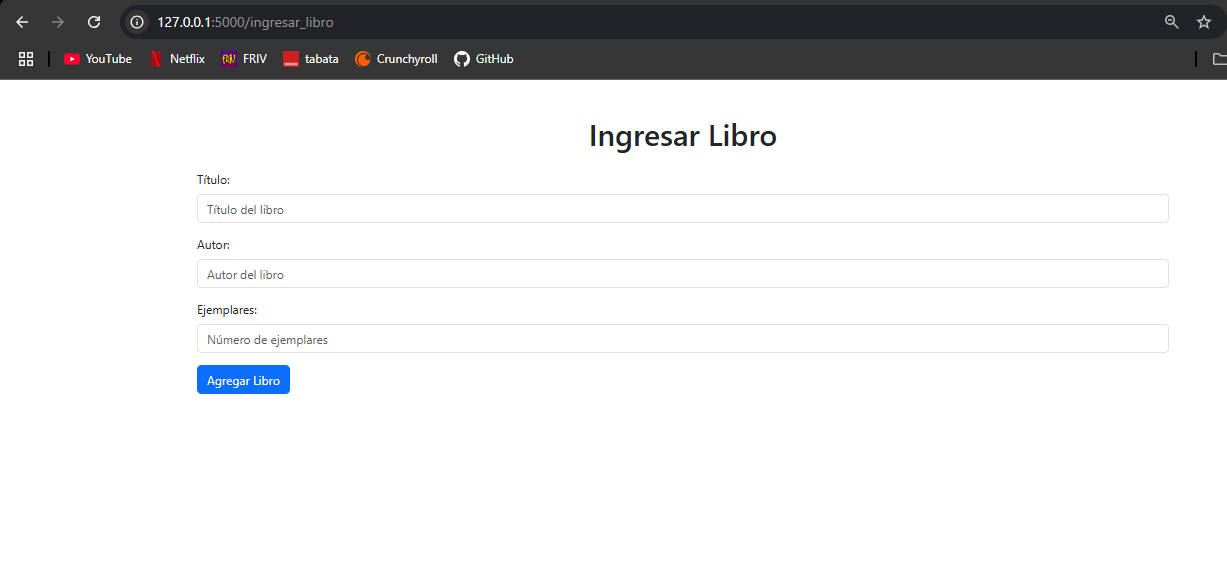 127.0.0.1:5000/ingresar_libro
YouTube Netflix FRIV FRIV tabata Crunchyroll GitHub
Ingresar Libro
Título:
Título del libro
Autor:
Autor del libro
Ejemplares:
Número de ejemplares
Agregar Libro